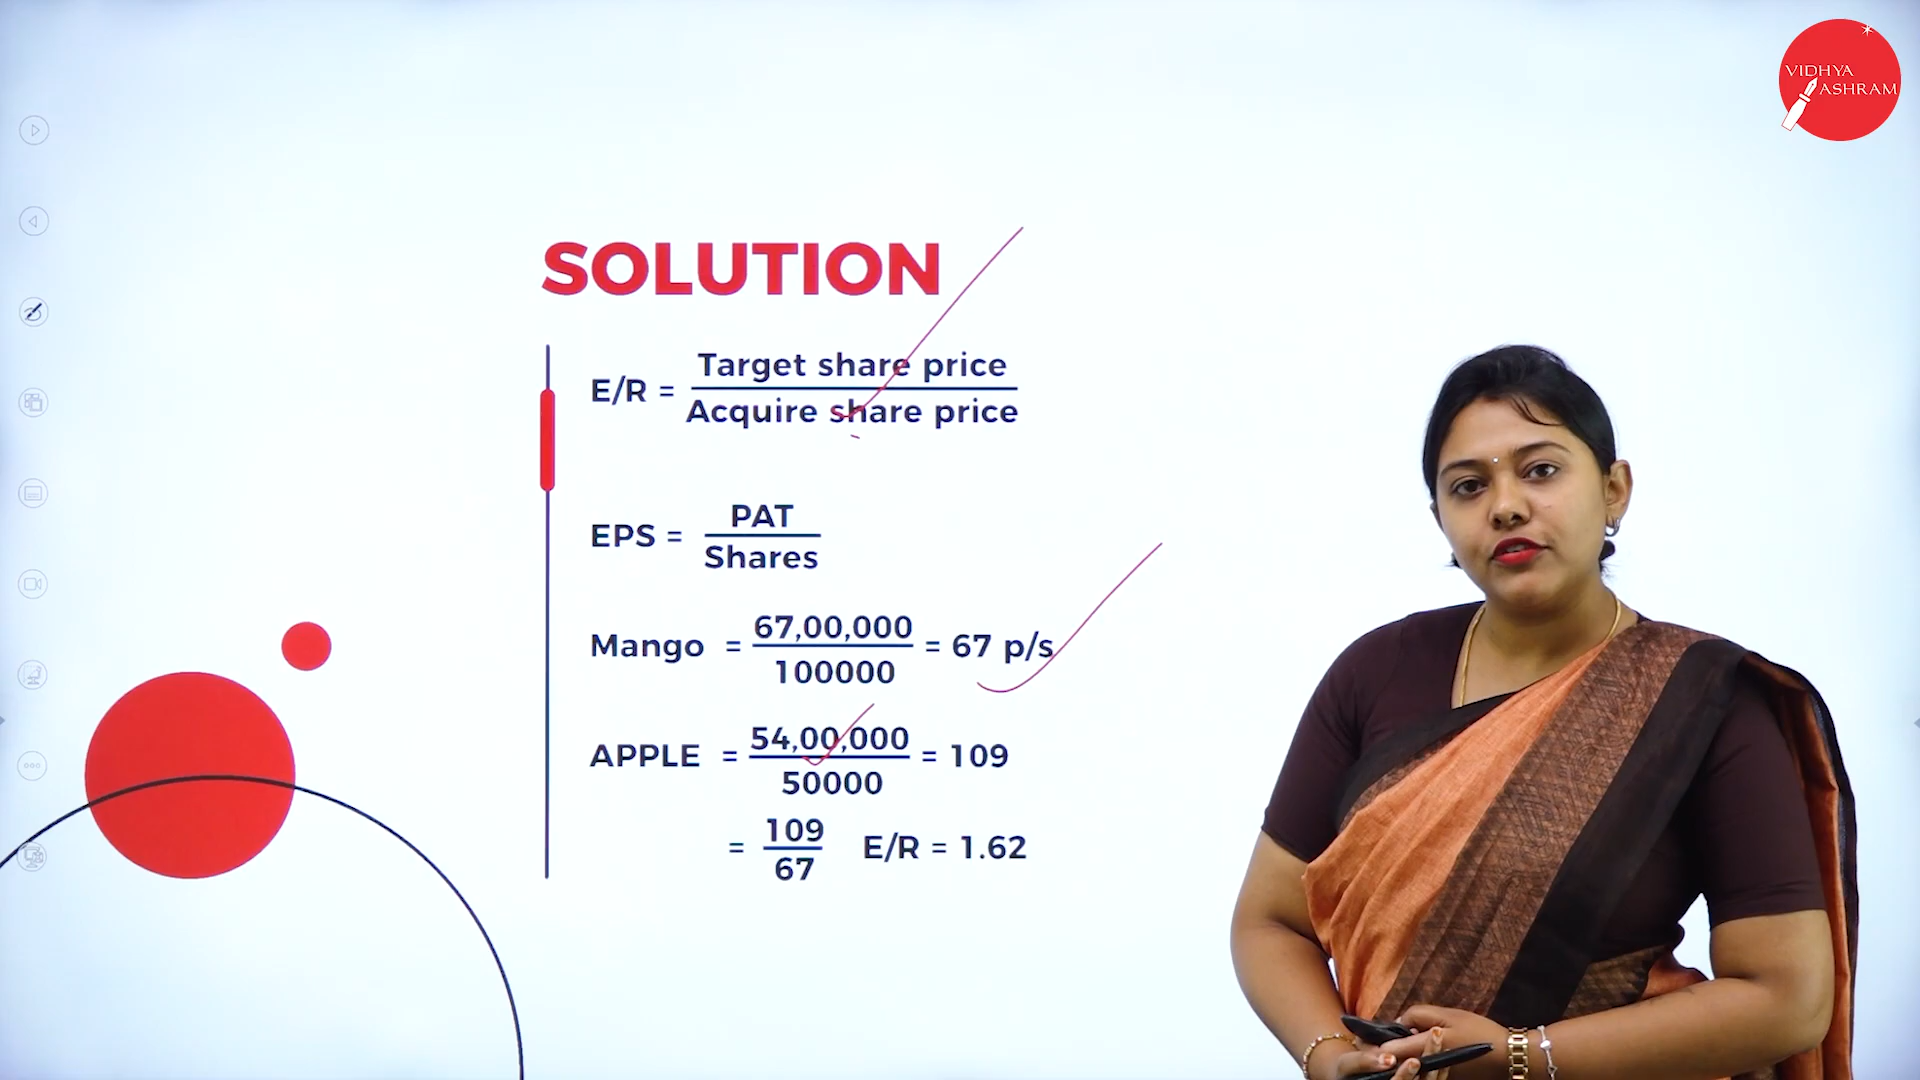 VIDHYA
ASHRAM
SOLUTION
E/R = Target share price
Acquire share price
EPS = PAT
Shares
Mango = 67,00,000 = 67 p/s
100000
APPLE = 54,00,000 = 109
50000
= 109 E/R = 1.62
67